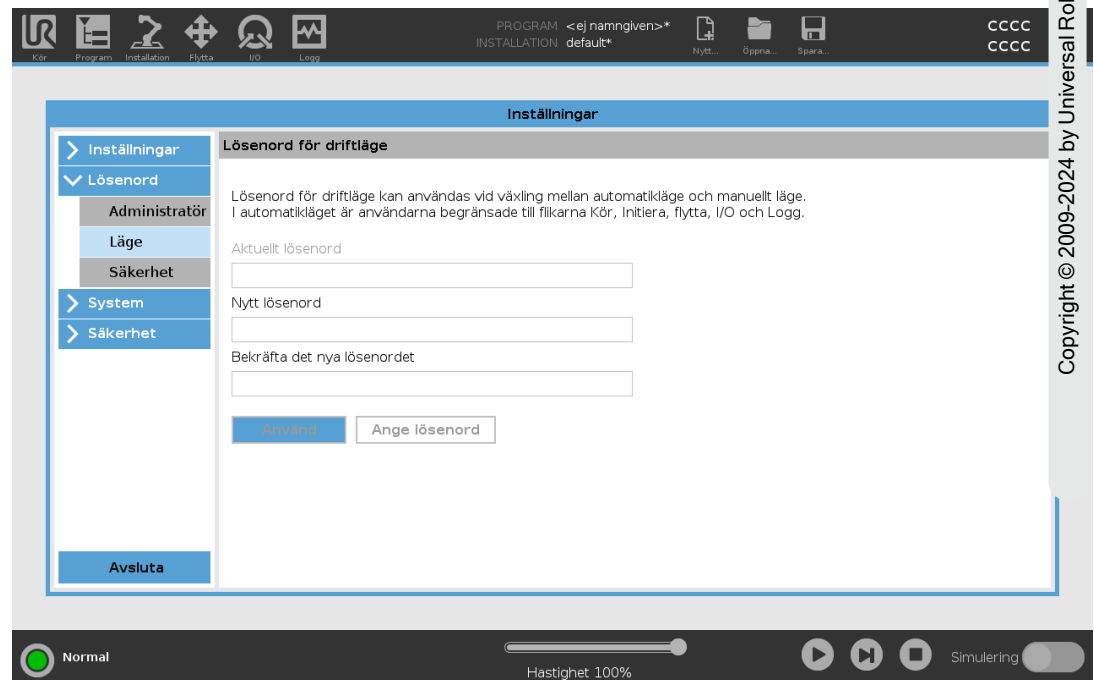 UR
PROGRAM <ej namngiven>*
INSTALLATION default*
CCCC
CCCC
Kör Program Installation Flytta I/O Logg Nytt... Öppna... Spara...
Inställningar
Inställningar
Lösenord
Administratör
Läge
Säkerhet
System
Säkerhet
Avsluta
Lösenord för driftläge
Lösenord för driftläge kan användas vid växling mellan automatikläge och manuellt läge.
I automatikläget är användarna begränsade till flikarna Kör, Initiera, flytta, I/O och Logg.
Aktuellt lösenord
Nytt lösenord
Bekräfta det nya lösenordet
Använd Ange lösenord
Normal
Hastighet 100%
Simulering
Copyright © 2009-2024 by Universal